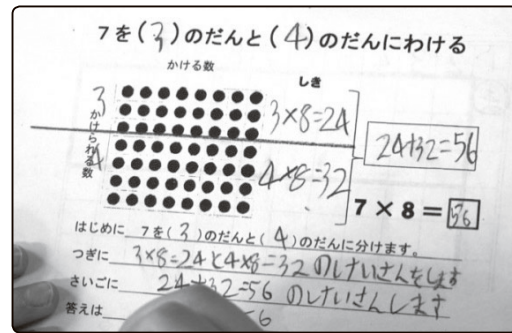 7を(3)のだんと(4)のだんにわける
かける数
しき
3
かけられる数
4
3×8=24
4×8=32
24+32=56
7×8=56
はじめに 7を(3)のだんと(4)のだんに分けます。
つぎに 3×8=24と4×8=32のけいさんをします
さいごに 24+32=56 のけいさんします
答えは 6